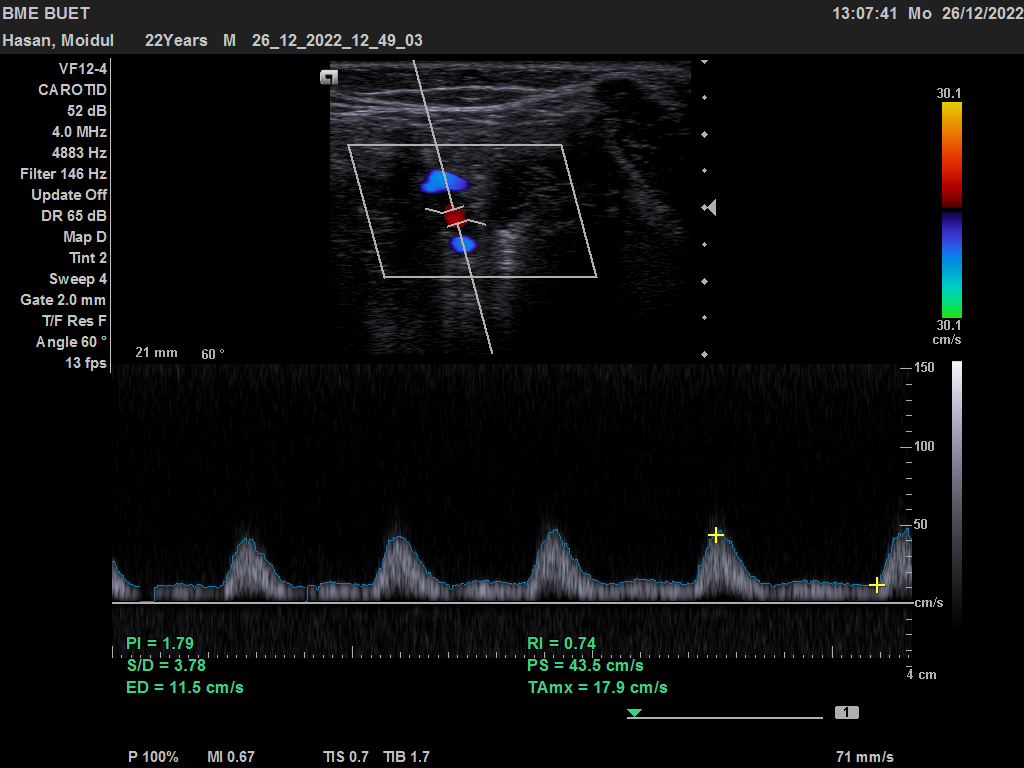 BME BUET 13:07:41 Mo 26/12/2022
Hasan, Moidul 22Years M 26_12_2022_12_49_03
VF12-4
CAROTID
52 dB
4.0 MHz
4883 Hz
Filter 146 Hz
Update Off
DR 65 dB
Map D
Tint 2
Sweep 4
Gate 2.0 mm
T/F Res F
Angle 60 °
13 fps
21 mm 60 °
30.1
30.1
cm/s
150
100
50
cm/s
4 cm
PI = 1.79 RI = 0.74
S/D = 3.78 PS = 43.5 cm/s
ED = 11.5 cm/s TAmx = 17.9 cm/s
1
P 100% MI 0.67 TIS 0.7 TIB 1.7 71 mm/s